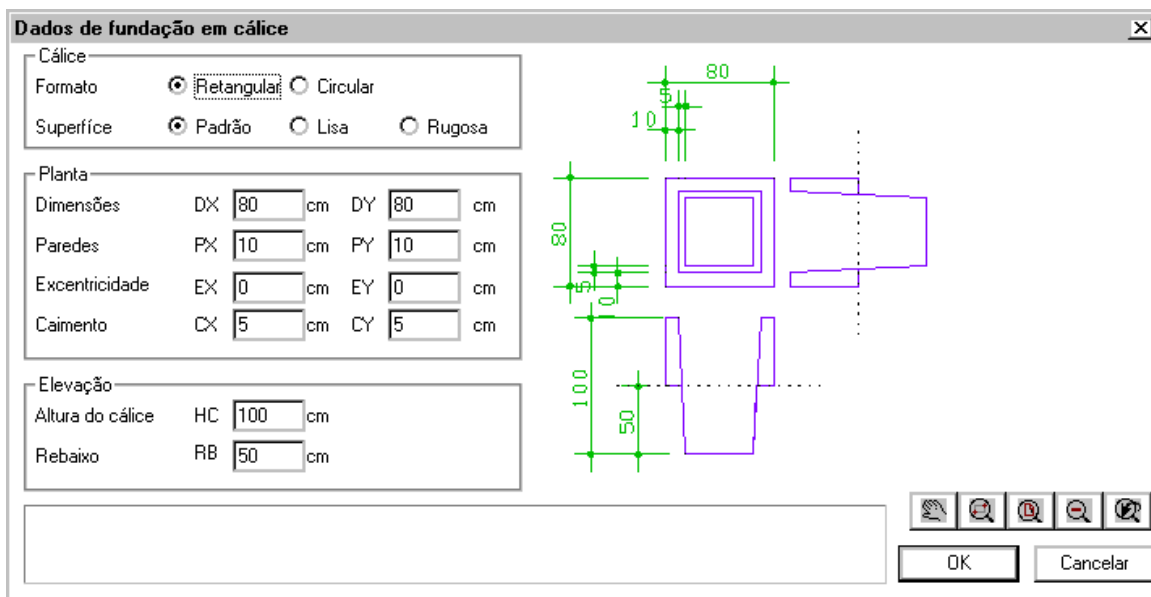 Dados de fundação em cálice
Cálice
Formato Retangular Circular
Superfíce Padrão Lisa Rugosa
Planta
Dimensões DX 80 cm DY 80 cm
Paredes PX 10 cm PY 10 cm
Excentricidade EX 0 cm EY 0 cm
Caimento CX 5 cm CY 5 cm
Elevação
Altura do cálice HC 100 cm
Rebaixo RB 50 cm
80
5
10
80
5
10
100
50
OK Cancelar